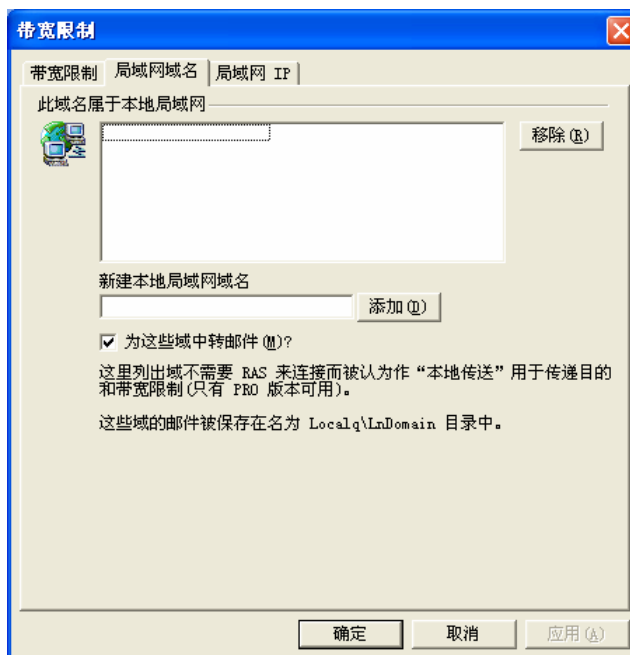 带宽限制
带宽限制 局域网域名 局域网 IP
此域名属于本地局域网
移除(R)
新建本地局域网域名
添加(D)
为这些域中转邮件(M)?
这里列出域不需要 RAS 来连接而被认为作“本地传送”用于传递目的
和带宽限制(只有 PRO 版本可用)。
这些域的邮件被保存在名为 Localq\LnDomain 目录中。
确定 取消 应用(A)